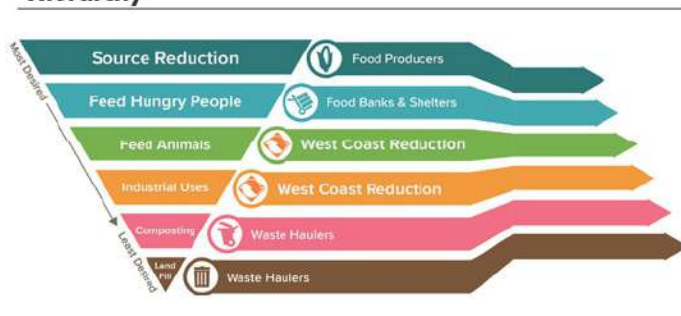 Most Desired
Source Reduction
Food Producers
Feed Hungry People
Food Banks & Shelters
Feed Animals
West Coast Reduction
Industrial Uses
West Coast Reduction
Composting
Waste Haulers
Least Desired
Land
Fill
Waste Haulers